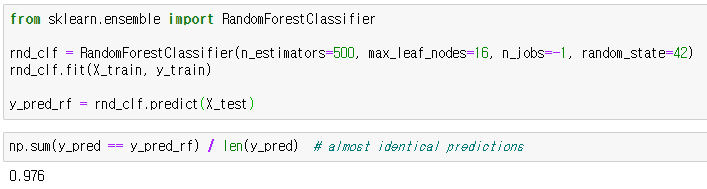 from sklearn.ensemble import RandomForestClassifier
rnd_clf = RandomForestClassifier(n_estimators=500, max_leaf_nodes=16, n_jobs=-1, random_state=42)
rnd_clf.fit(X_train, y_train)
y_pred_rf = rnd_clf.predict(X_test)
np.sum(y_pred == y_pred_rf) / len(y_pred)  # almost identical predictions
0.976